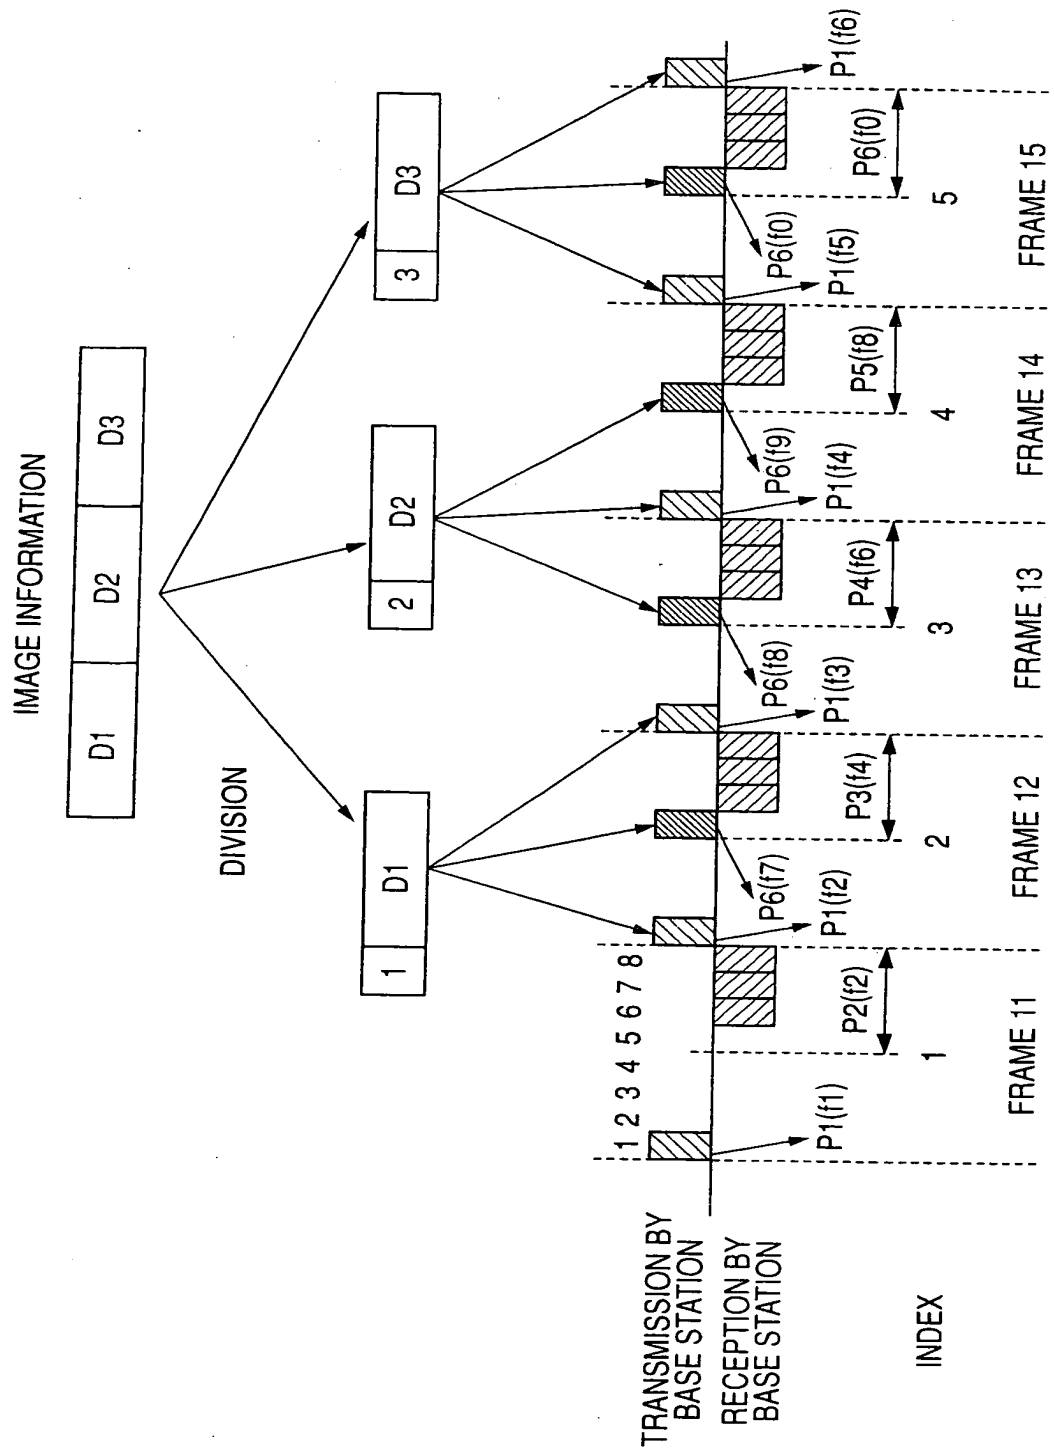 IMAGE INFORMATION
D1 D2 D3
DIVISION
1 D1
2 D2
3 D3
TRANSMISSION BY
BASE STATION
1 2 3 4 5 6 7 8
RECEPTION BY
BASE STATION
P1(f1)
P1(f2)
P6(f7)
P1(f3)
P6(f8)
P1(f4)
P6(f9)
P1(f5)
P6(f0)
P1(f6)
P2(f2)
P3(f4)
P4(f6)
P5(f8)
P6(f0)
INDEX
1 2 3 4 5
FRAME 11
FRAME 12
FRAME 13
FRAME 14
FRAME 15